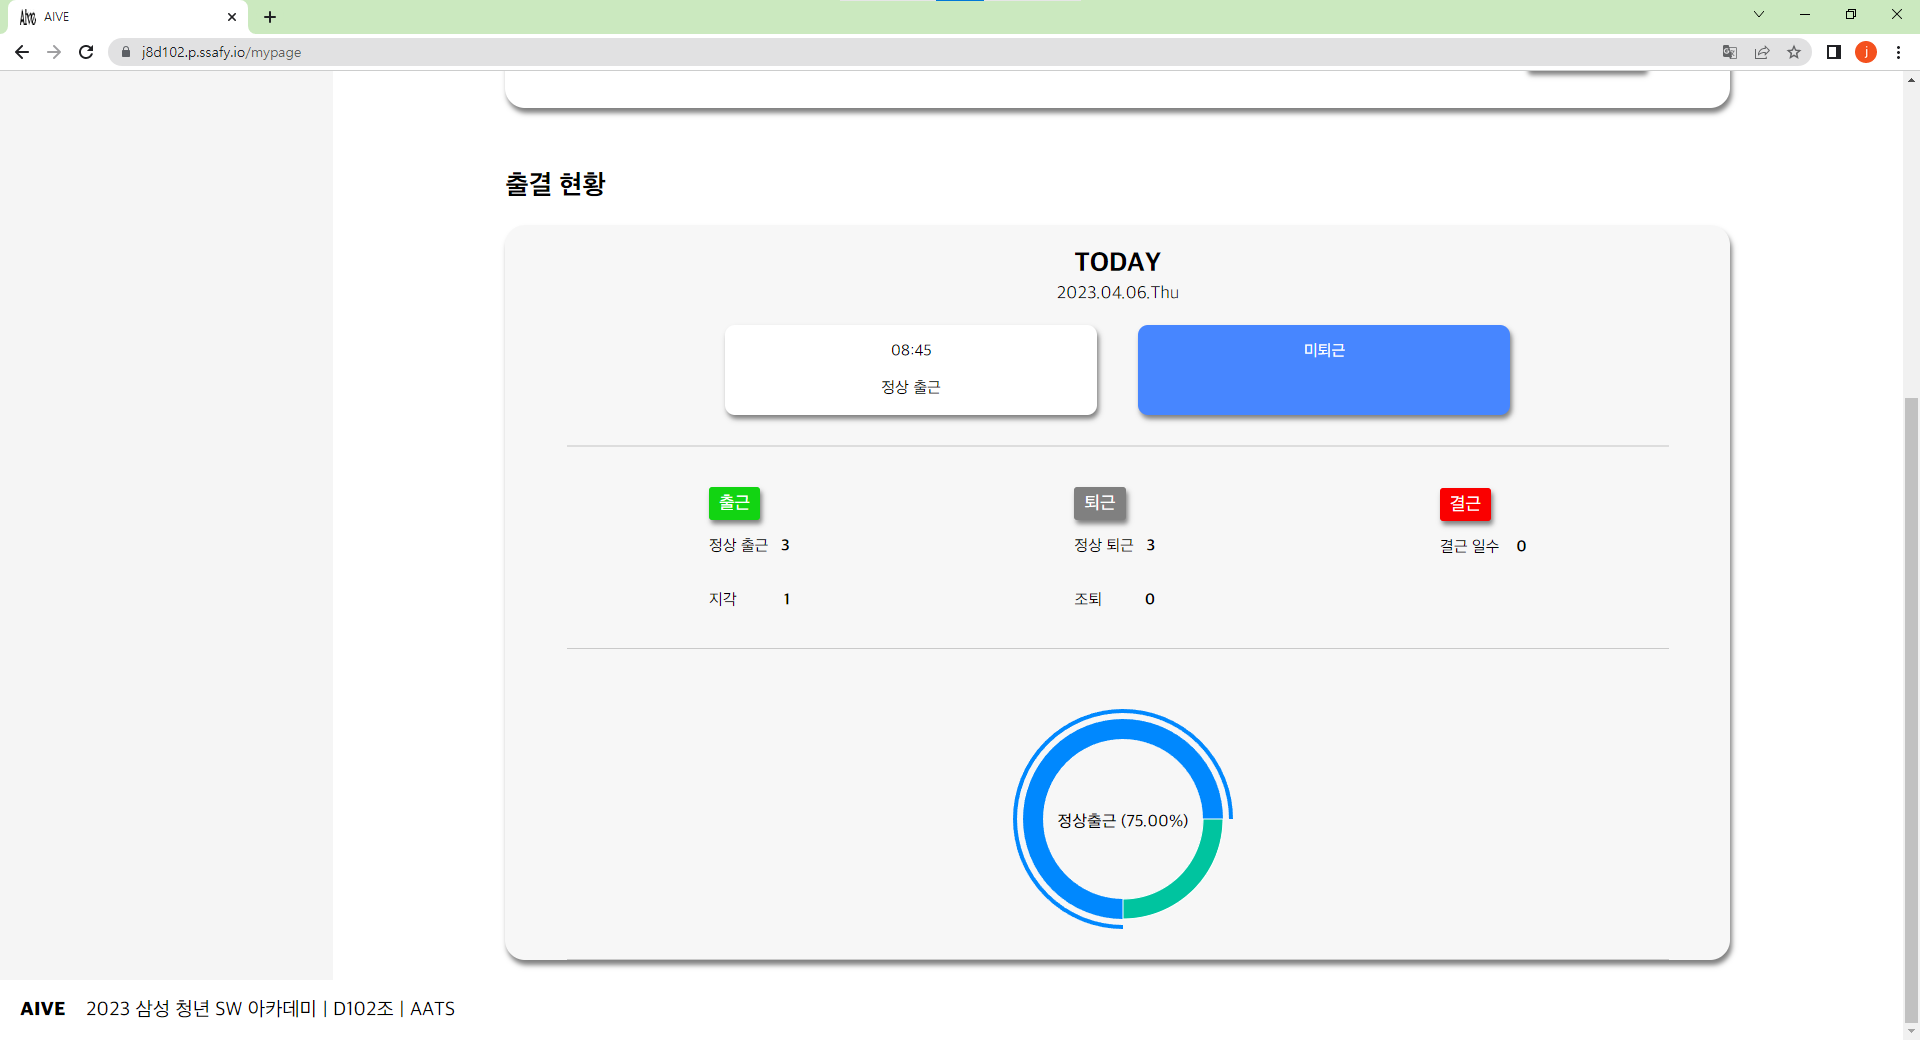 AIVE
j8d102.p.ssafy.io/mypage
j
출결 현황
TODAY
2023.04.06.Thu
08:45
미퇴근
정상 출근
출근
퇴근
결근
정상 출근 3
정상 퇴근 3
결근 일수 0
지각 1
조퇴 0
정상출근 (75.00%)
AIVE 2023 삼성 청년 SW 아카데미 | D102조 | AATS